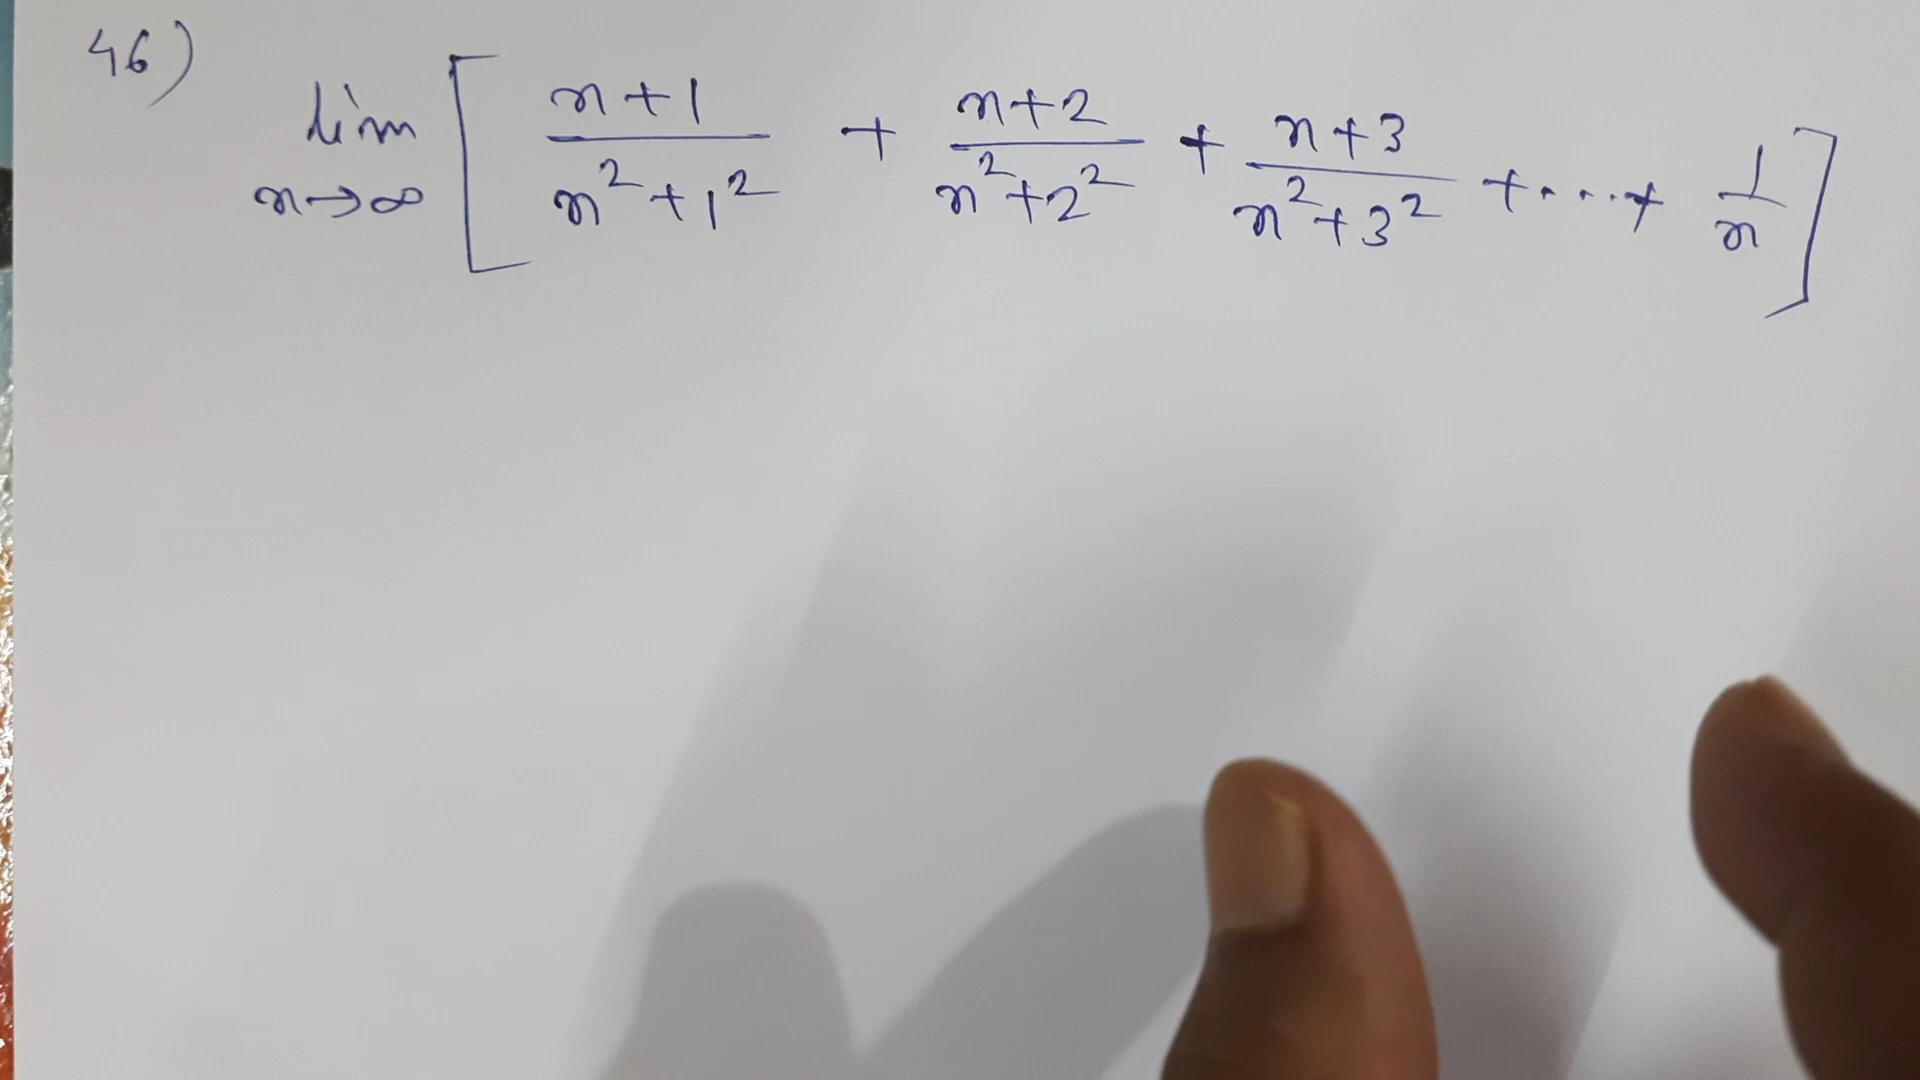 46)
lim n→∞ [ (n+1)/(n²+1²) + (n+2)/(n²+2²) + (n+3)/(n²+3²) +....+ 1/n ]